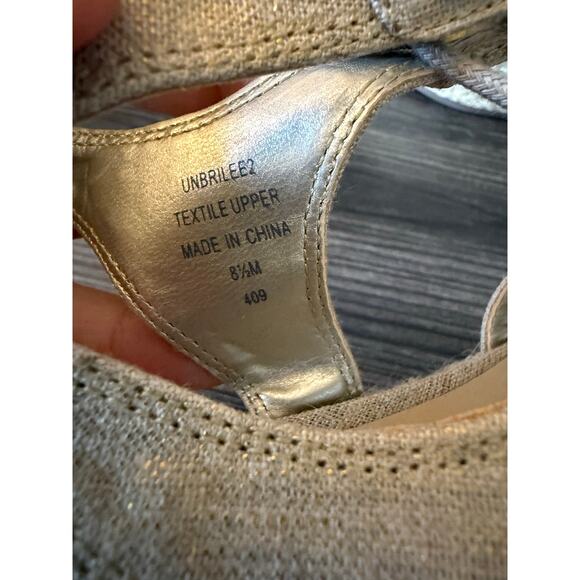 UNBRILEE2
TEXTILE UPPER
MADE IN CHINA
8½M
409